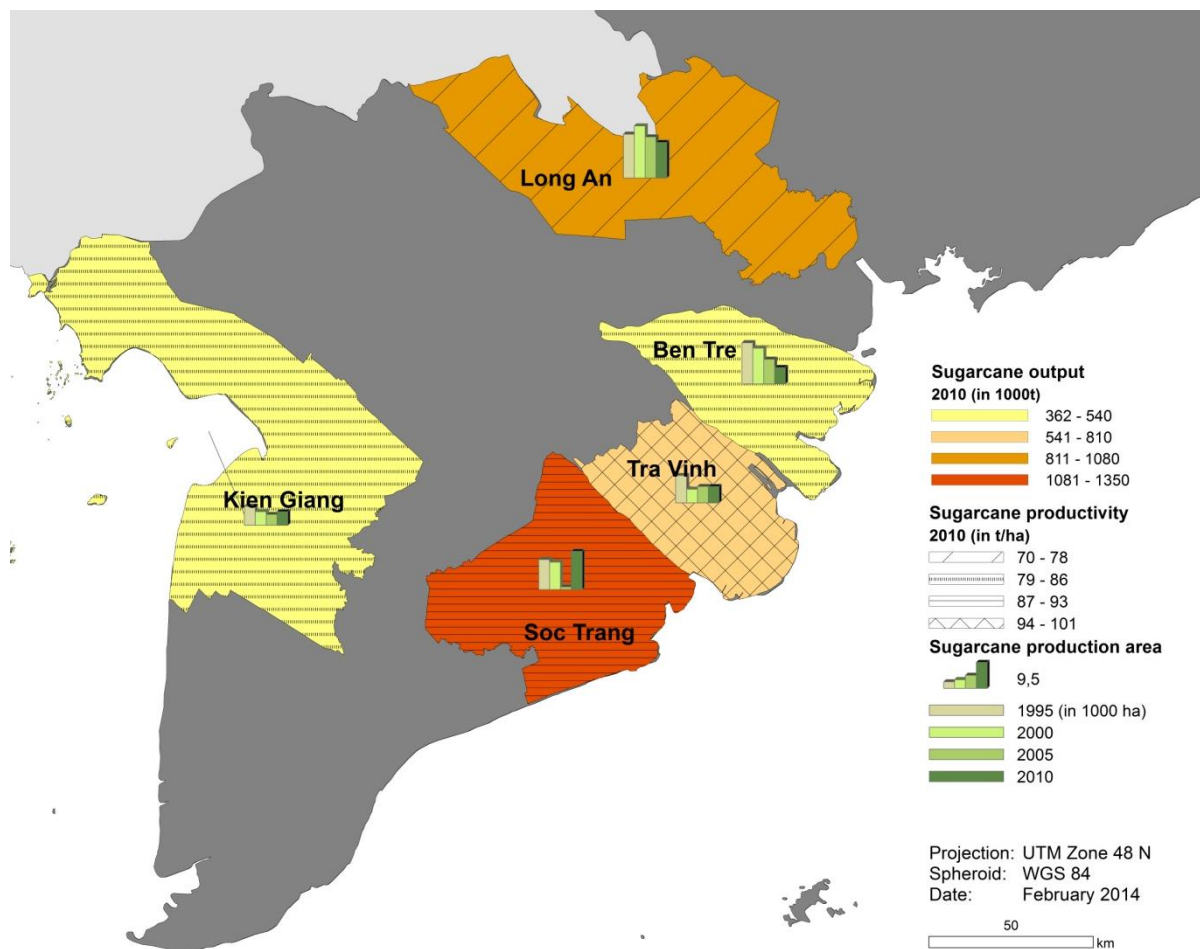 Long An
Ben Tre
Tra Vinh
Kien Giang
Soc Trang
Sugarcane output
2010 (in 1000t)
362 - 540
541 - 810
811 - 1080
1081 - 1350
Sugarcane productivity
2010 (in t/ha)
70 - 78
79 - 86
87 - 93
94 - 101
Sugarcane production area
9,5
1995 (in 1000 ha)
2000
2005
2010
Projection: UTM Zone 48 N
Spheroid: WGS 84
Date: February 2014
50
km